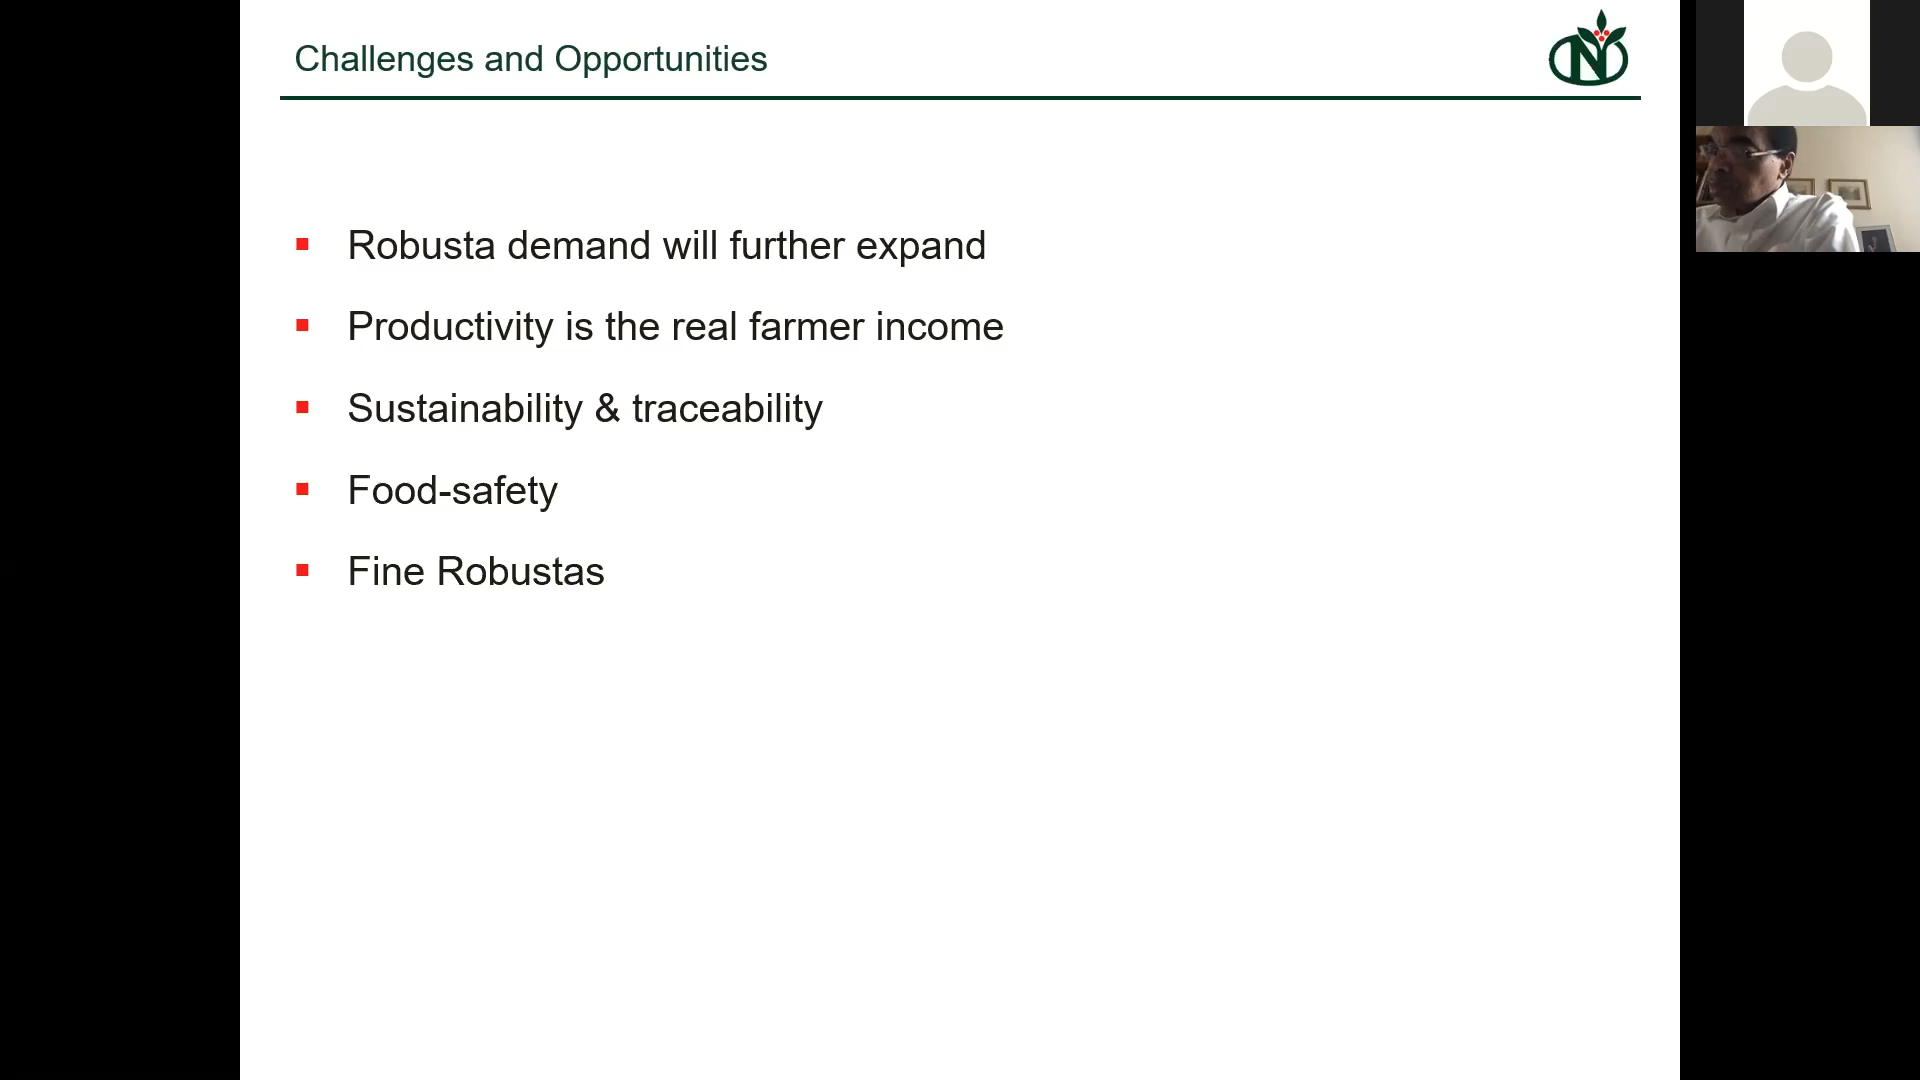 Challenges and Opportunities
N
Robusta demand will further expand
Productivity is the real farmer income
Sustainability & traceability
Food-safety
Fine Robustas